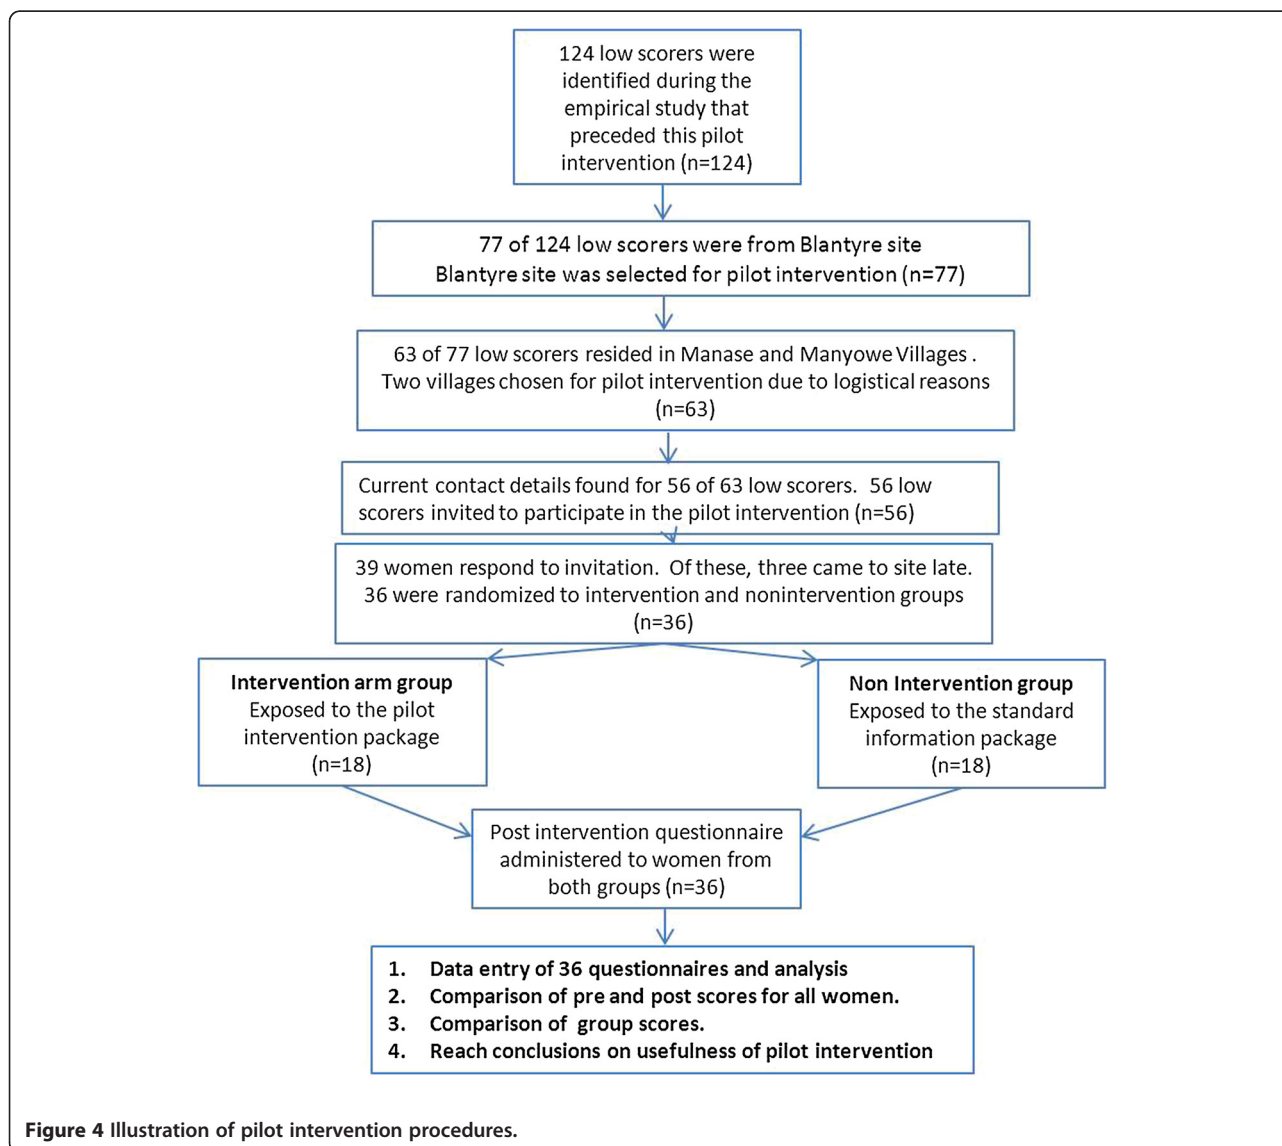 124 low scorers were
identified during the
empirical study that
preceded this pilot
intervention (n=124)
77 of 124 low scorers were from Blantyre site
Blantyre site was selected for pilot intervention (n=77)
63 of 77 low scorers resided in Manase and Manyowe Villages .
Two villages chosen for pilot intervention due to logistical reasons
(n=63)
Current contact details found for 56 of 63 low scorers.  56 low
scorers invited to participate in the pilot intervention (n=56)
39 women respond to invitation.  Of these, three came to site late.
36 were randomized to intervention and nonintervention groups
(n=36)
Intervention arm group
Exposed to the pilot
intervention package
(n=18)
Non Intervention group
Exposed to the standard
information package
(n=18)
Post intervention questionnaire
administered to women from
both groups (n=36)
1. Data entry of 36 questionnaires and analysis
2. Comparison of pre and post scores for all women.
3. Comparison of  group scores.
4. Reach conclusions on usefulness of pilot intervention
Figure 4 Illustration of pilot intervention procedures.